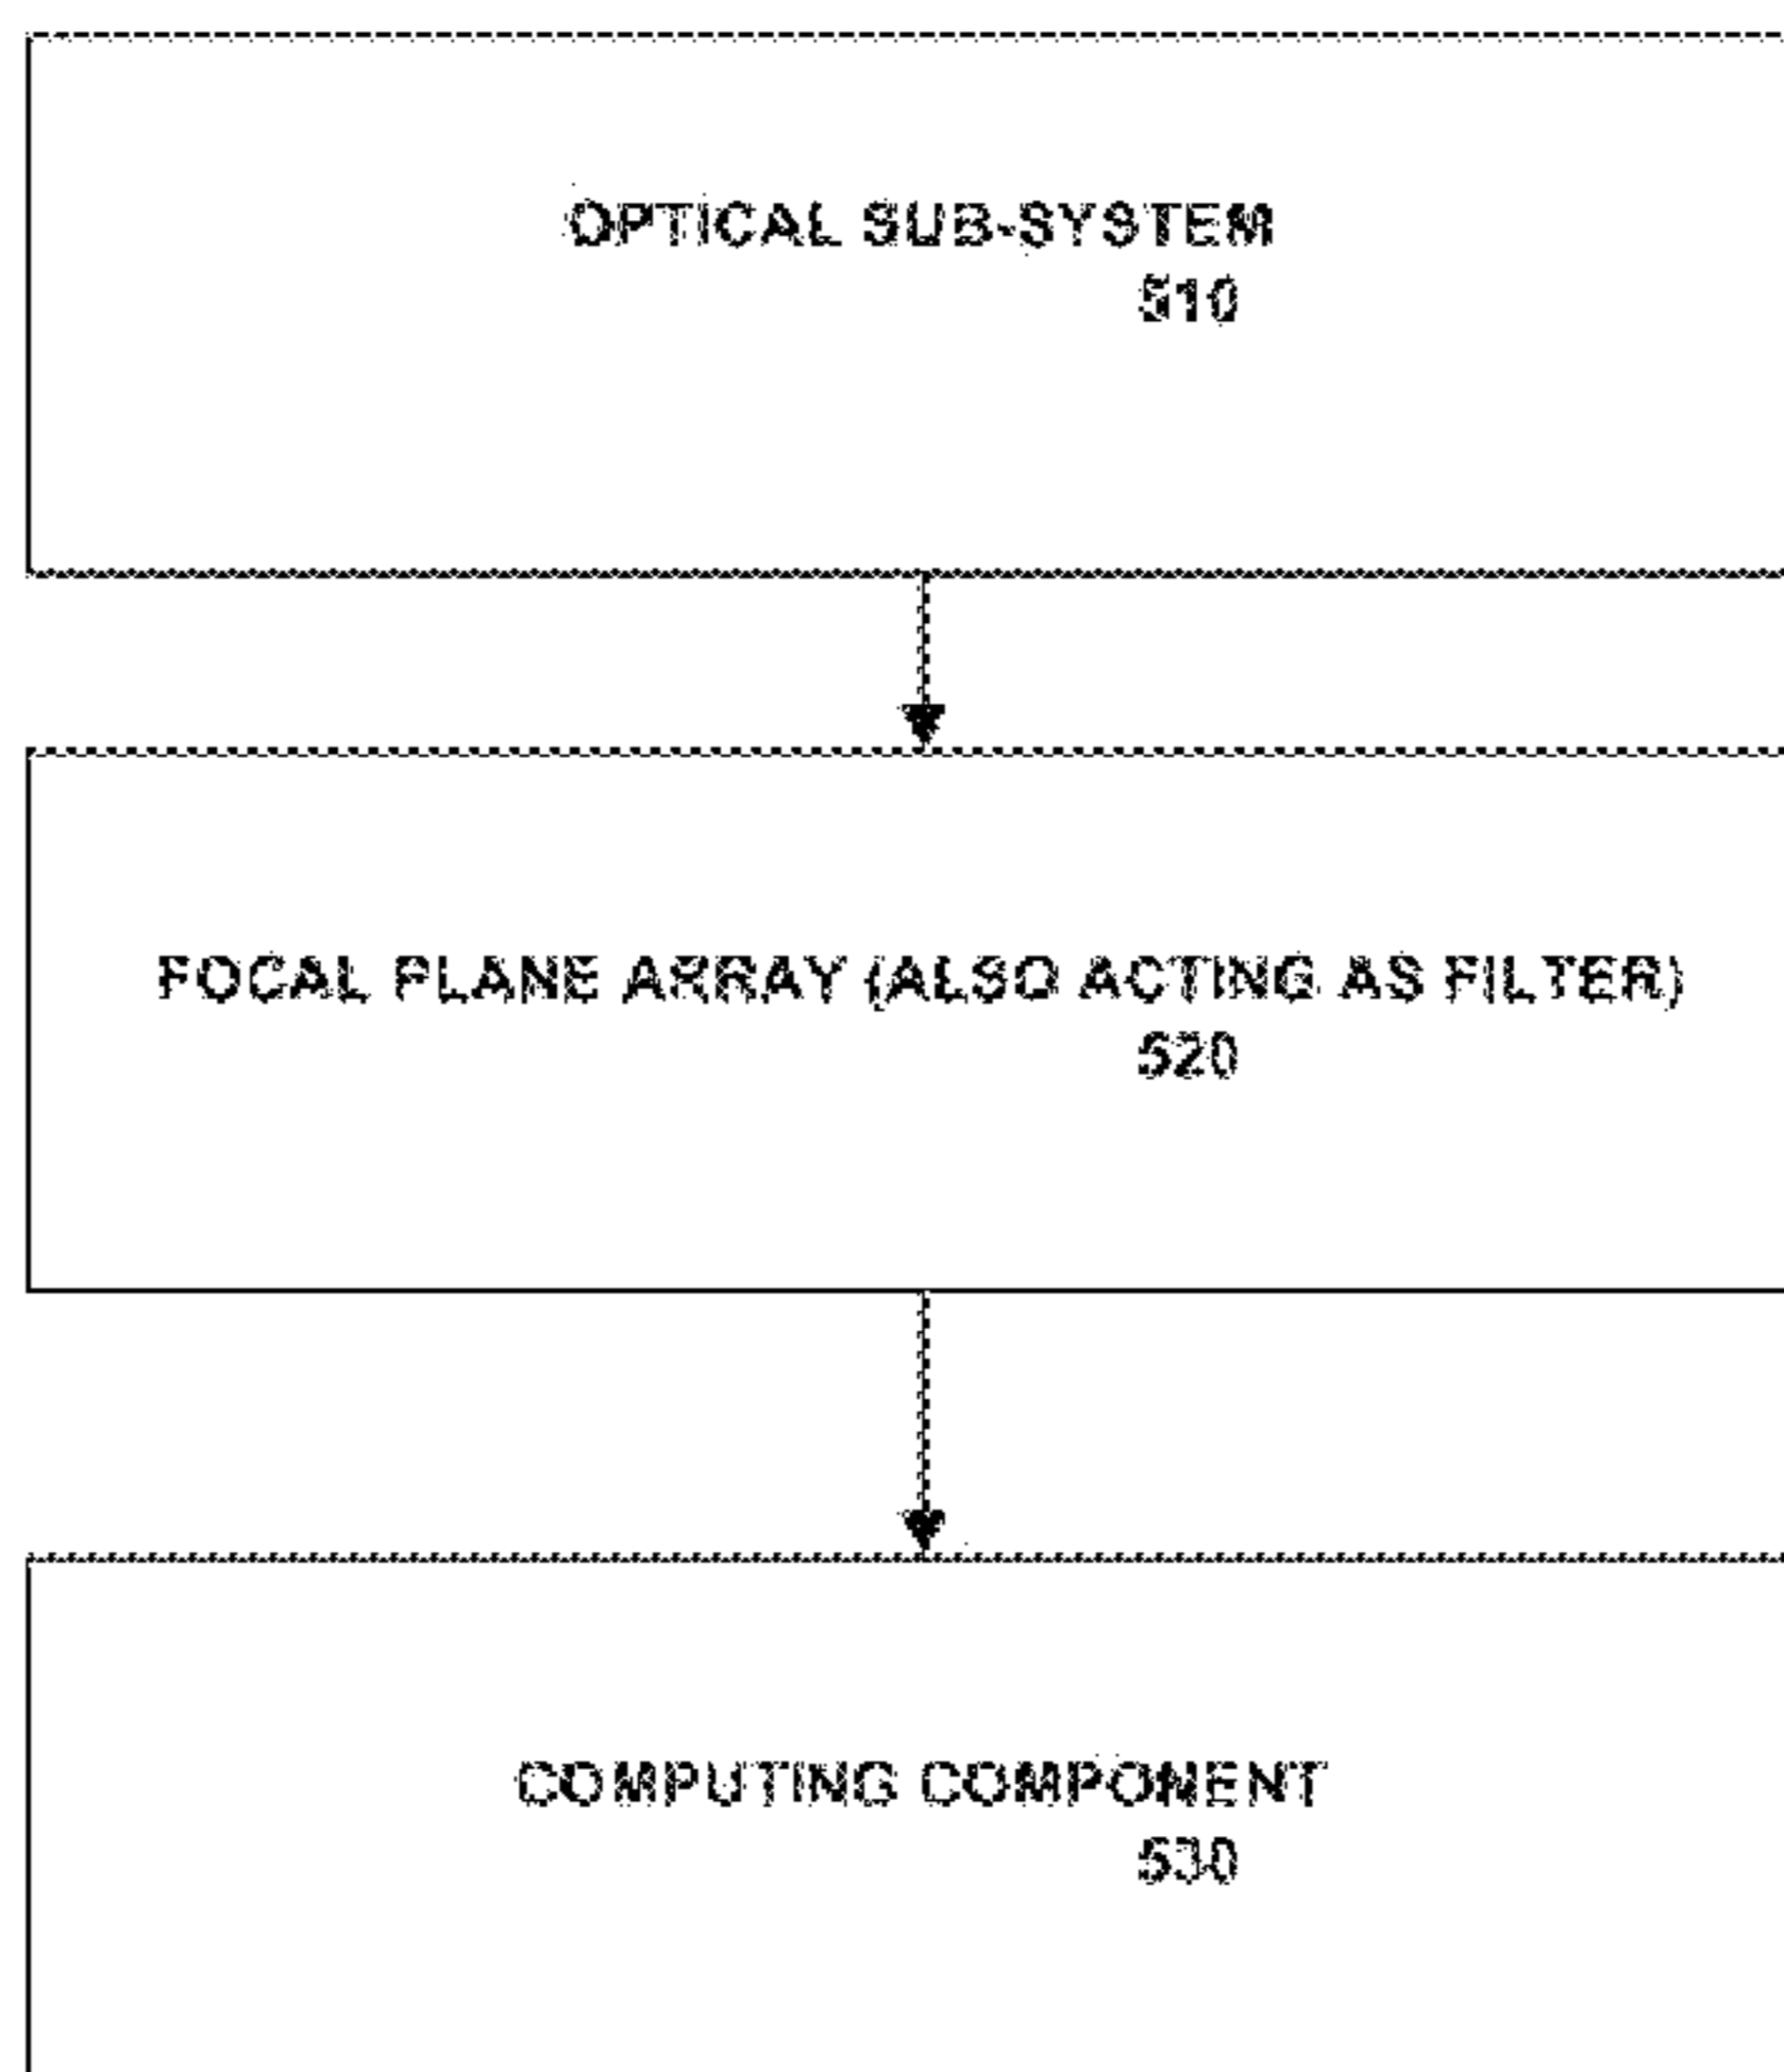 OPTICAL SUB-SYSTEM
510
FOCAL PLANE ARRAY (ALSO ACTING AS FILTER)
520
COMPUTING COMPONENT
530